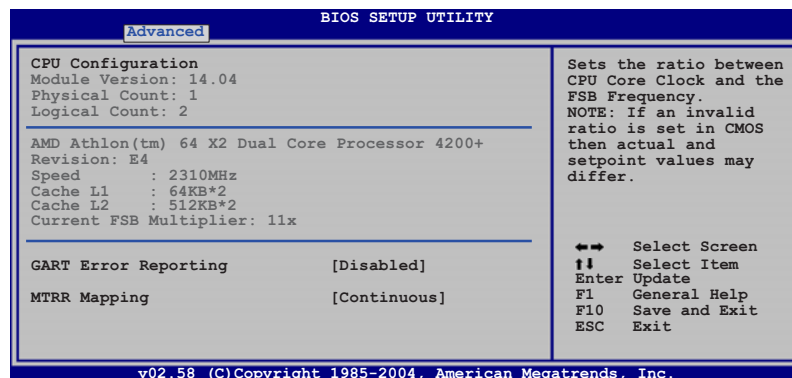 BIOS SETUP UTILITY
Advanced
CPU Configuration
Module Version: 14.04
Physical Count: 1
Logical Count: 2
AMD Athlon(tm) 64 X2 Dual Core Processor 4200+
Revision: E4
Speed : 2310MHz
Cache L1 : 64KB*2
Cache L2 : 512KB*2
Current FSB Multiplier: 11x
GART Error Reporting [Disabled]
MTRR Mapping [Continuous]
Sets the ratio between
CPU Core Clock and the
FSB Frequency.
NOTE: If an invalid
ratio is set in CMOS
then actual and
setpoint values may
differ.
←→ Select Screen
↑↓ Select Item
Enter Update
F1 General Help
F10 Save and Exit
ESC Exit
v02.58 (C)Copyright 1985-2004, American Megatrends, Inc.